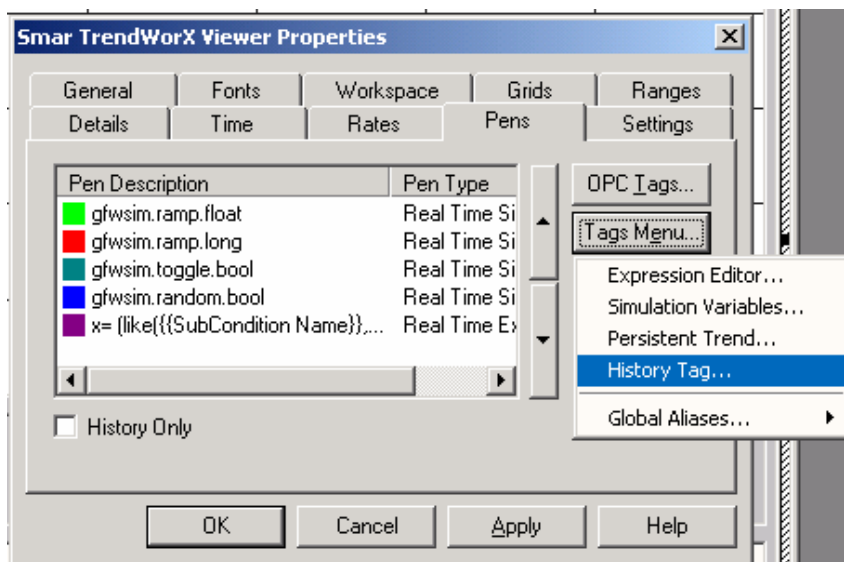 Smar TrendWorX Viewer Properties
General Fonts Workspace Grids Ranges
Details Time Rates Pens Settings
Pen Description Pen Type
gfwsim.ramp.float Real Time Si
gfwsim.ramp.long Real Time Si
gfwsim.toggle.bool Real Time Si
gfwsim.random.bool Real Time Si
x= (like({{SubCondition Name}},... Real Time Ex
OPC Tags...
Tags Menu...
Expression Editor...
Simulation Variables...
Persistent Trend...
History Tag...
Global Aliases...
History Only
OK Cancel Apply Help